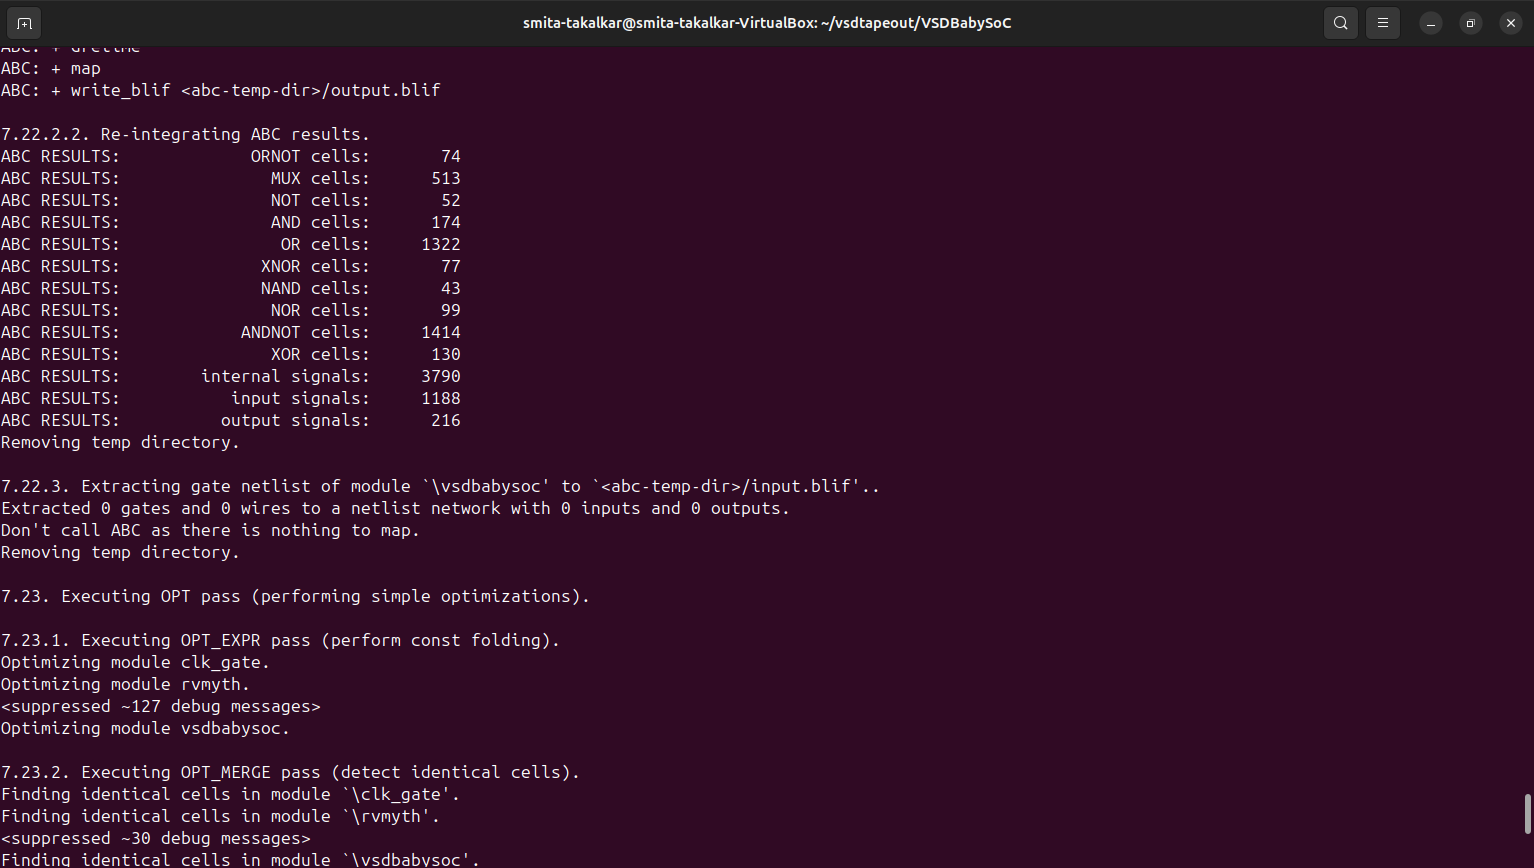 smita-takalkar@smita-takalkar-VirtualBox: ~/vsdtapeout/VSDBabySoC
ABC: + dretime
ABC: + map
ABC: + write_blif <abc-temp-dir>/output.blif
7.22.2.2. Re-integrating ABC results.
ABC RESULTS:             ORNOT cells:       74
ABC RESULTS:               MUX cells:      513
ABC RESULTS:               NOT cells:       52
ABC RESULTS:               AND cells:      174
ABC RESULTS:                OR cells:     1322
ABC RESULTS:              XNOR cells:       77
ABC RESULTS:              NAND cells:       43
ABC RESULTS:               NOR cells:       99
ABC RESULTS:            ANDNOT cells:     1414
ABC RESULTS:               XOR cells:      130
ABC RESULTS:        internal signals:     3790
ABC RESULTS:           input signals:     1188
ABC RESULTS:          output signals:      216
Removing temp directory.
7.22.3. Extracting gate netlist of module `\vsdbabysoc' to `<abc-temp-dir>/input.blif'..
Extracted 0 gates and 0 wires to a netlist network with 0 inputs and 0 outputs.
Don't call ABC as there is nothing to map.
Removing temp directory.
7.23. Executing OPT pass (performing simple optimizations).
7.23.1. Executing OPT_EXPR pass (perform const folding).
Optimizing module clk_gate.
Optimizing module rvmyth.
<suppressed ~127 debug messages>
Optimizing module vsdbabysoc.
7.23.2. Executing OPT_MERGE pass (detect identical cells).
Finding identical cells in module `\clk_gate'.
Finding identical cells in module `\rvmyth'.
<suppressed ~30 debug messages>
Finding identical cells in module `\vsdbabysoc'.